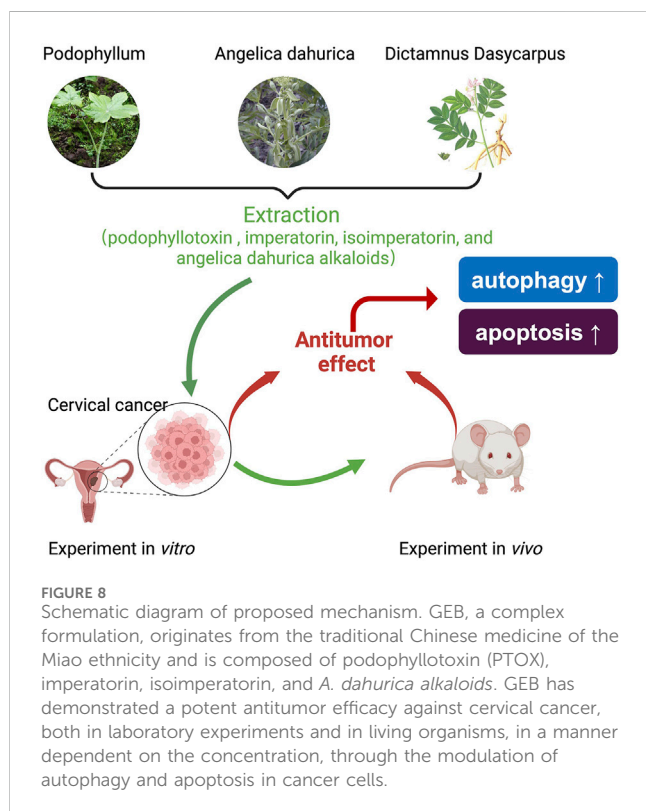 Podophyllum
Angelica dahurica
Dictamnus Dasycarpus
Extraction
(podophyllotoxin , imperatorin, isoimperatorin, and
angelica dahurica alkaloids)
autophagy ↑
apoptosis ↑
Antitumor
effect
Cervical cancer
Experiment in vitro
Experiment in vivo
FIGURE 8
Schematic diagram of proposed mechanism. GEB, a complex
formulation, originates from the traditional Chinese medicine of the
Miao ethnicity and is composed of podophyllotoxin (PTOX),
imperatorin, isoimperatorin, and A. dahurica alkaloids. GEB has
demonstrated a potent antitumor efficacy against cervical cancer,
both in laboratory experiments and in living organisms, in a manner
dependent on the concentration, through the modulation of
autophagy and apoptosis in cancer cells.